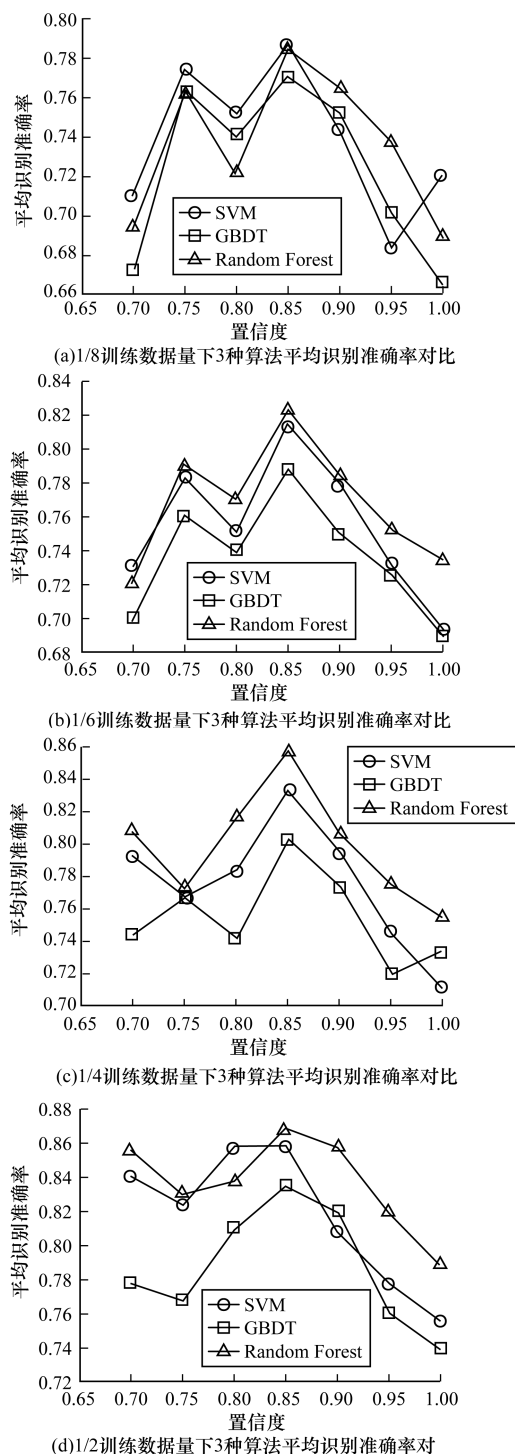 0.80
0.78
0.76
0.74
0.72
0.70
0.68
0.66
平均识别准确率
SVM
GBDT
Random Forest
0.65 0.70 0.75 0.80 0.85 0.90 0.95 1.00
置信度
(a)1/8训练数据量下3种算法平均识别准确率对比
0.84
0.82
0.80
0.78
0.76
0.74
0.72
0.70
0.68
平均识别准确率
SVM
GBDT
Random Forest
0.65 0.70 0.75 0.80 0.85 0.90 0.95 1.00
置信度
(b)1/6训练数据量下3种算法平均识别准确率对比
0.86
0.84
0.82
0.80
0.78
0.76
0.74
0.72
0.70
平均识别准确率
SVM
GBDT
Random Forest
0.65 0.70 0.75 0.80 0.85 0.90 0.95 1.00
置信度
(c)1/4训练数据量下3种算法平均识别准确率对比
0.88
0.86
0.84
0.82
0.80
0.78
0.76
0.74
0.72
平均识别准确率
SVM
GBDT
Random Forest
0.65 0.70 0.75 0.80 0.85 0.90 0.95 1.00
置信度
(d)1/2训练数据量下3种算法平均识别准确率对